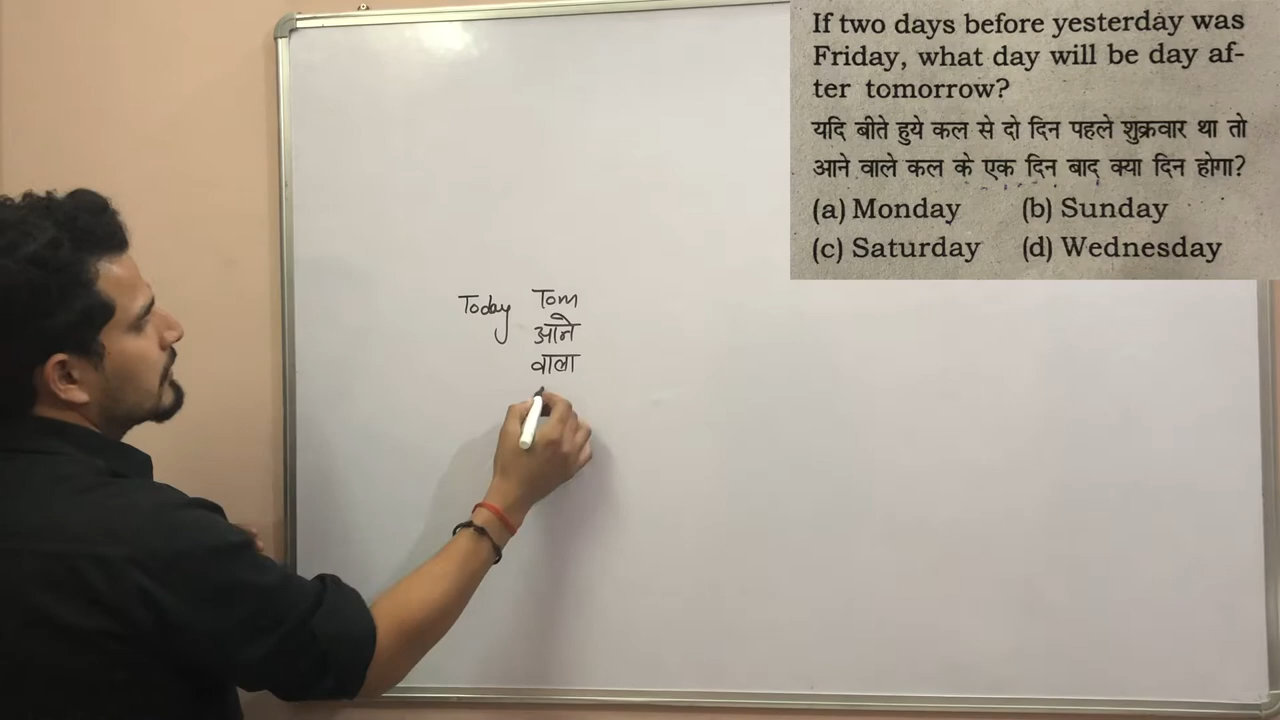 If two days before yesterday was
Friday, what day will be day af-
ter tomorrow?
यदि बीते हुये कल से दो दिन पहले शुक्रवार था तो
आने वाले कल के एक दिन बाद क्या दिन होगा?
(a) Monday (b) Sunday
(c) Saturday (d) Wednesday
Today Tom
आने
वाला